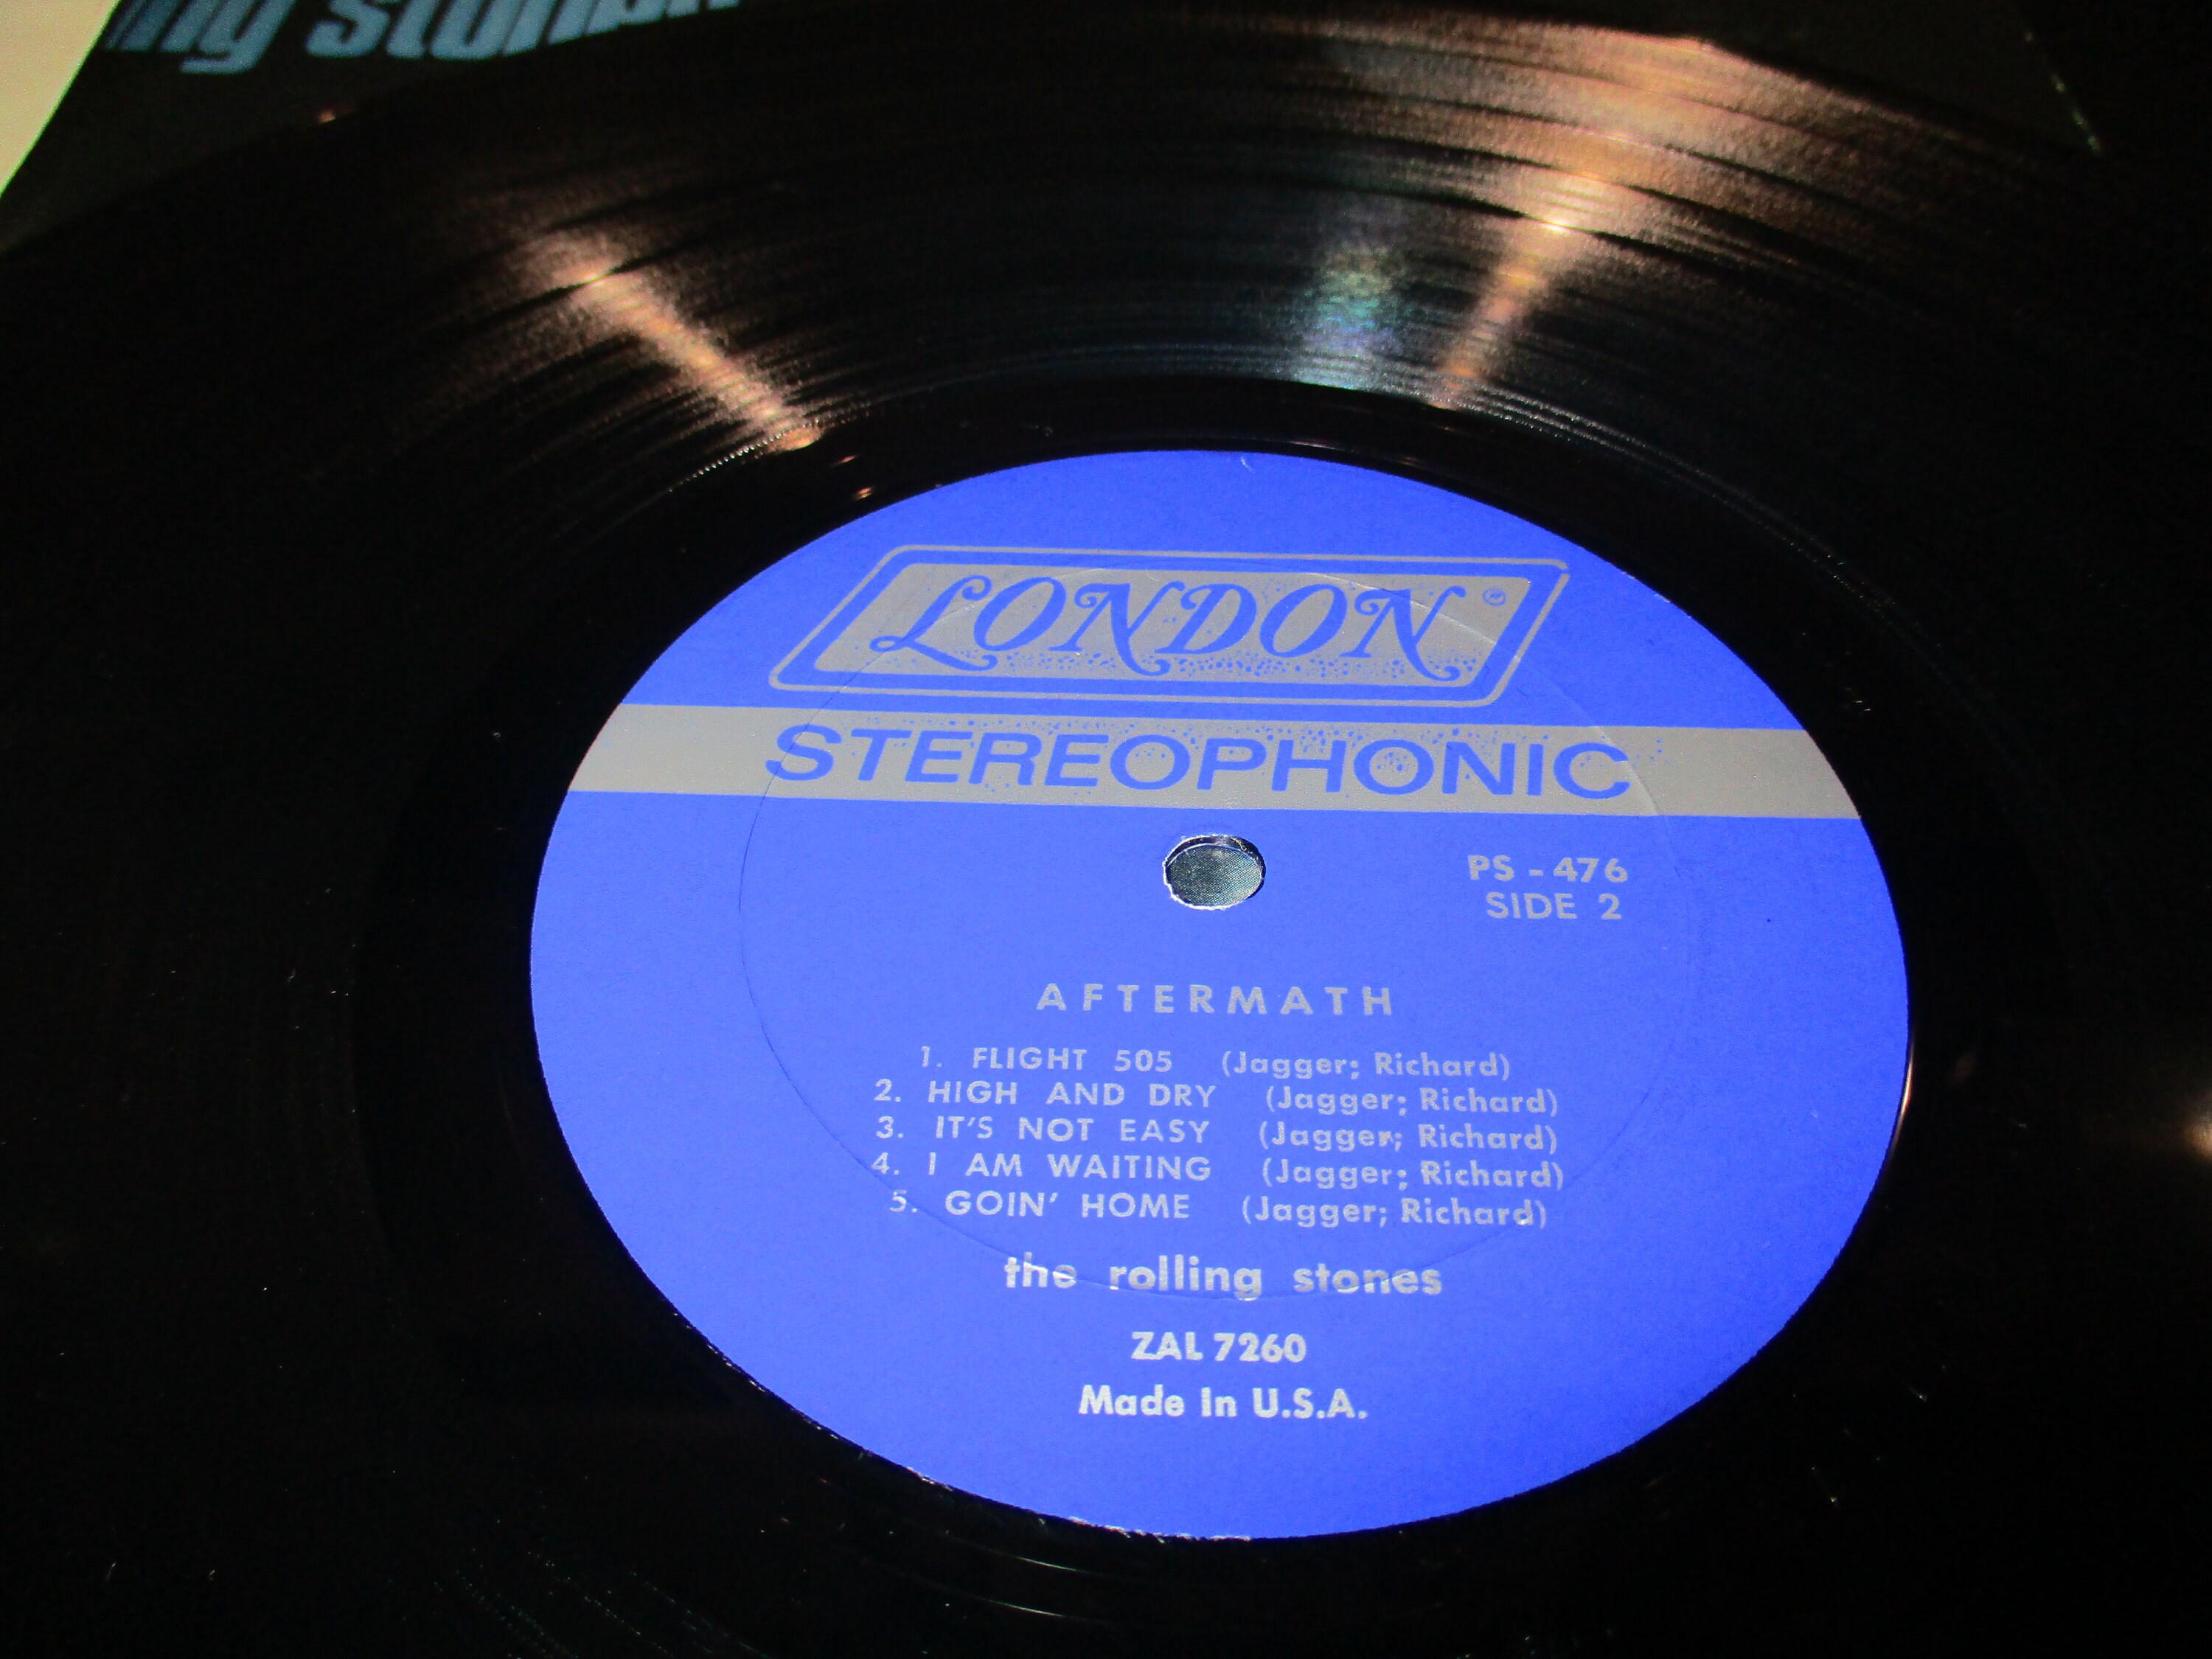 stones
LONDON ®
STEREOPHONIC
PS - 476
SIDE 2
AFTERMATH
1. FLIGHT 505 (Jagger; Richard)
2. HIGH AND DRY (Jagger; Richard)
3. IT'S NOT EASY (Jagger; Richard)
4. I AM WAITING (Jagger; Richard)
5. GOIN' HOME (Jagger; Richard)
the rolling stones
ZAL 7260
Made In U.S.A.